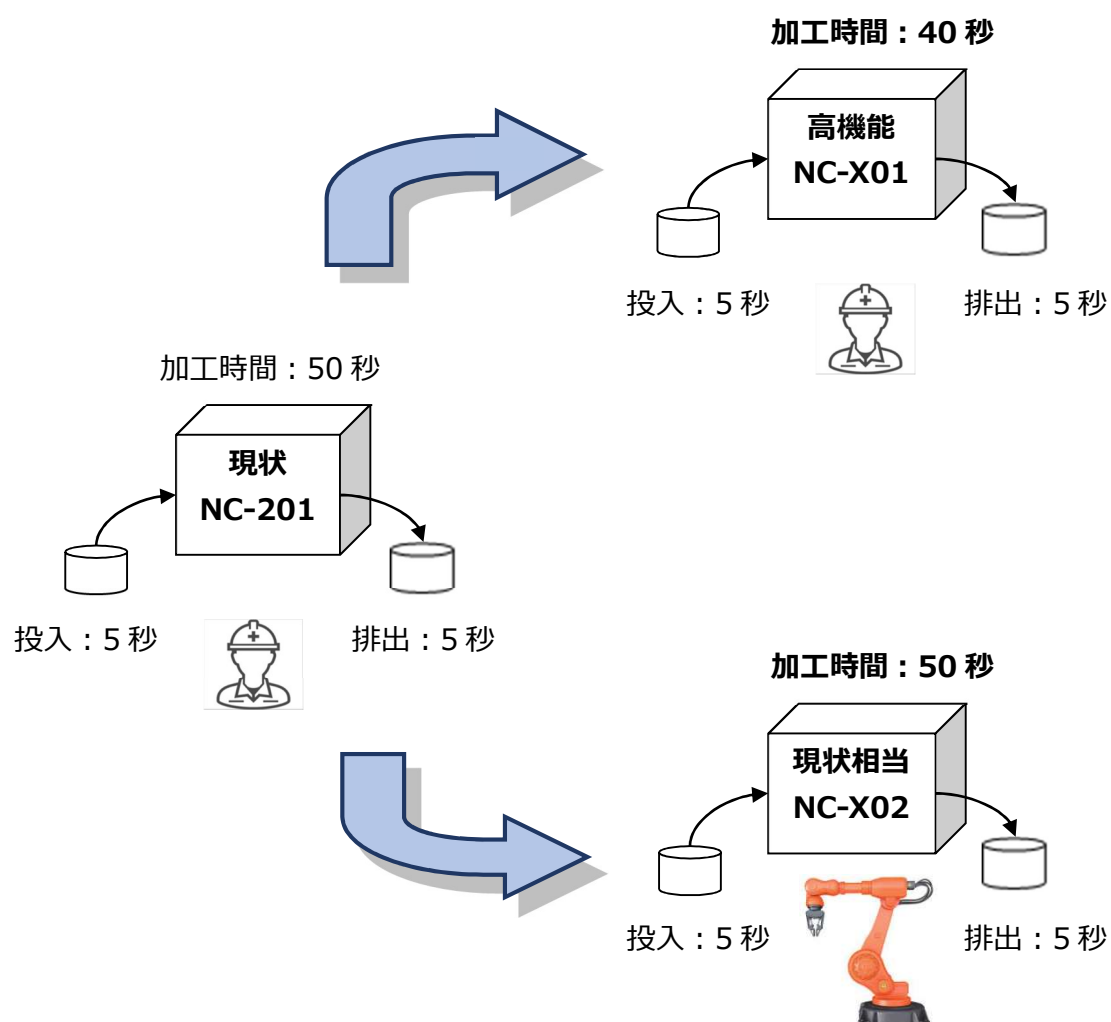 加工時間：40 秒
高機能
NC-X01
投入：5 秒
排出：5 秒
加工時間：50 秒
現状
NC-201
投入：5 秒
排出：5 秒
加工時間：50 秒
現状相当
NC-X02
投入：5 秒
排出：5 秒